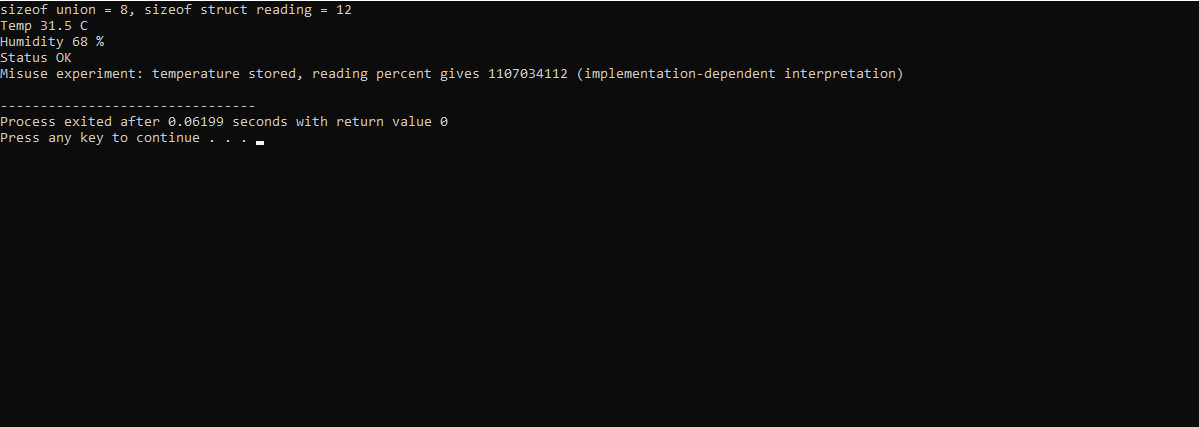 sizeof union = 8, sizeof struct reading = 12
Temp 31.5 C
Humidity 68 %
Status OK
Misuse experiment: temperature stored, reading percent gives 1107034112 (implementation-dependent interpretation)
--------------------------------
Process exited after 0.06199 seconds with return value 0
Press any key to continue . . .